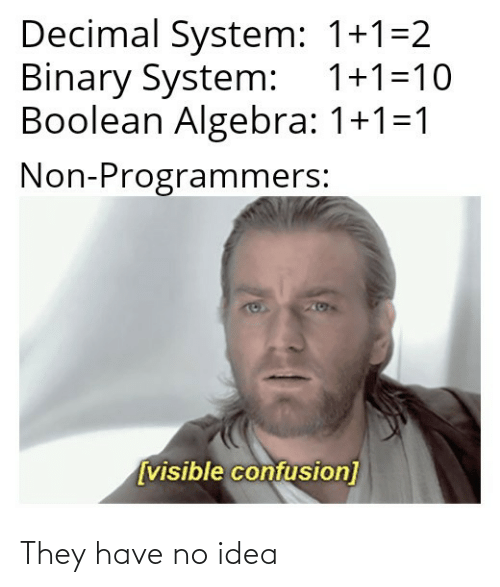 Decimal System: 1+1=2
Binary System: 1+1=10
Boolean Algebra: 1+1=1
Non-Programmers:
[visible confusion]
They have no idea